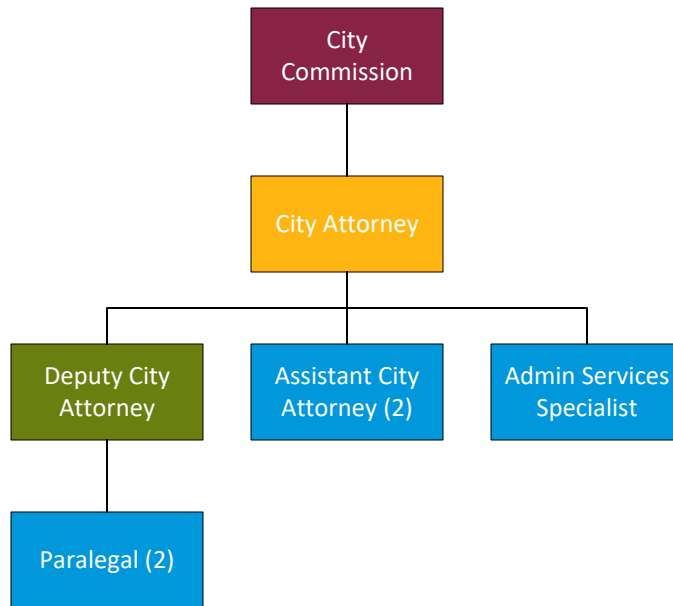 City
Commission
City Attorney
Deputy City
Attorney
Assistant City
Attorney (2)
Admin Services
Specialist
Paralegal (2)